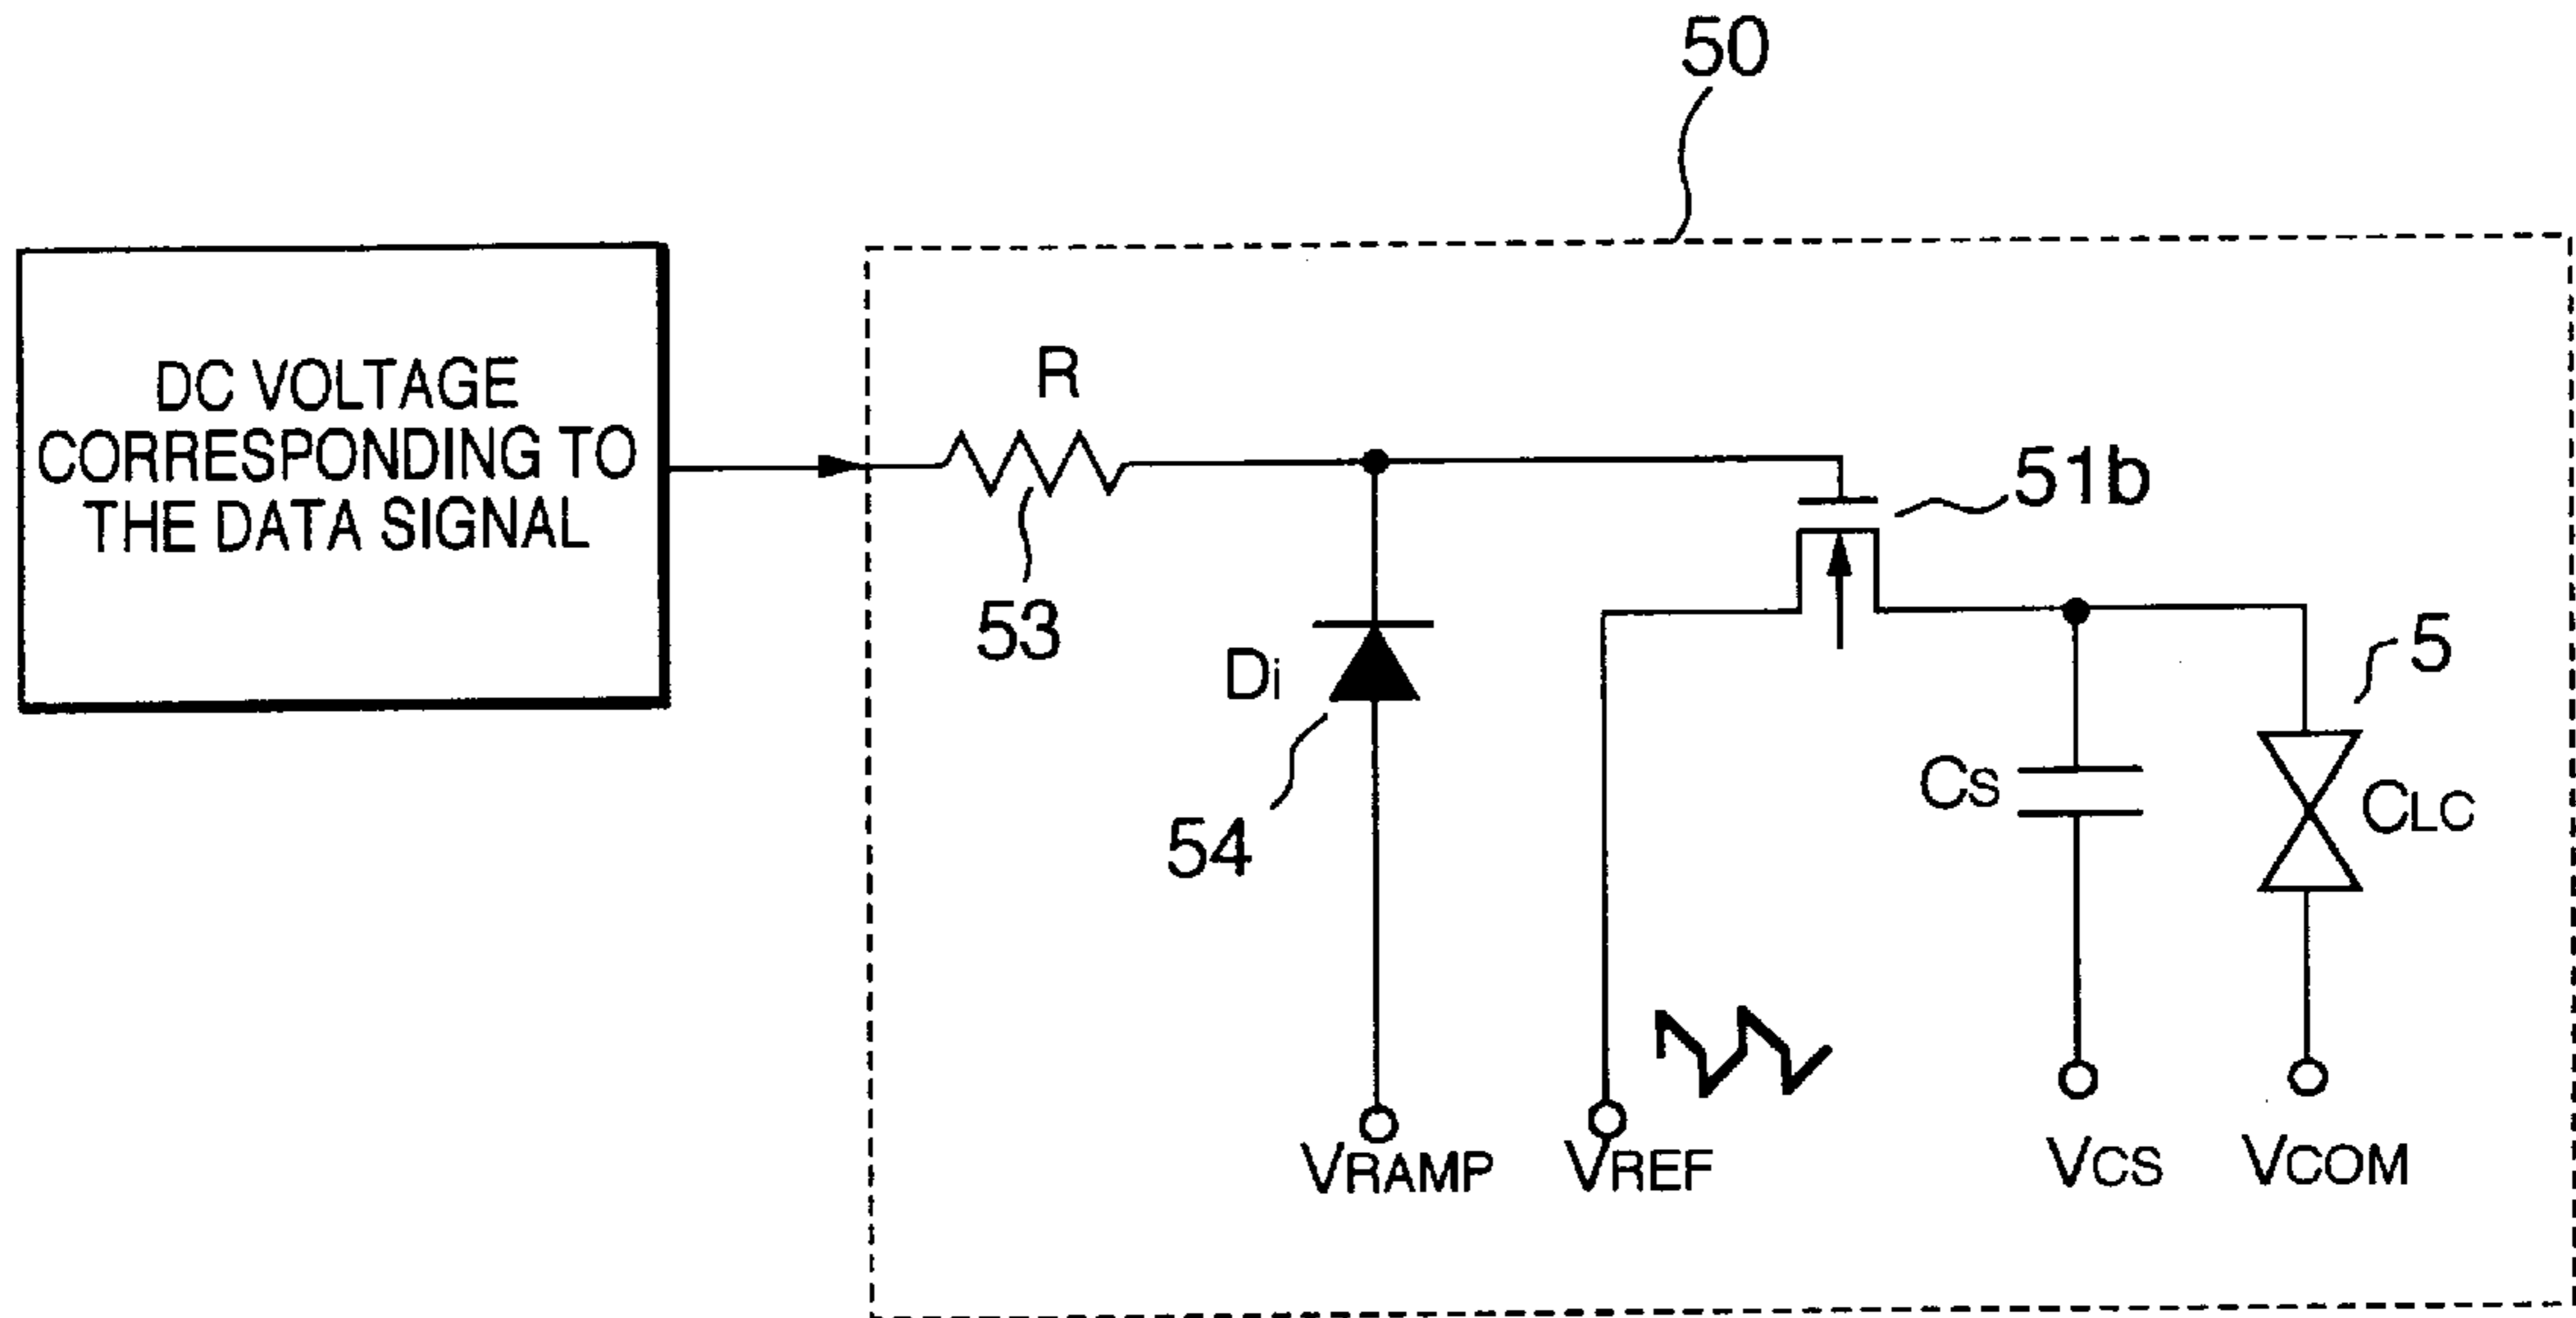 50
DC VOLTAGE
CORRESPONDING TO
THE DATA SIGNAL
R
53
51b
Di
54
5
CS
CLC
VRAMP
VREF
VCS
VCOM